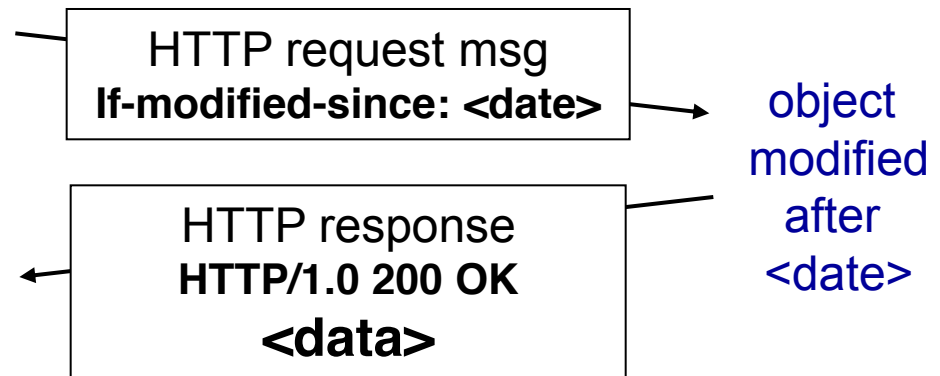 HTTP request msg
If-modified-since: <date>
object
modified
after
<date>
HTTP response
HTTP/1.0 200 OK
<data>